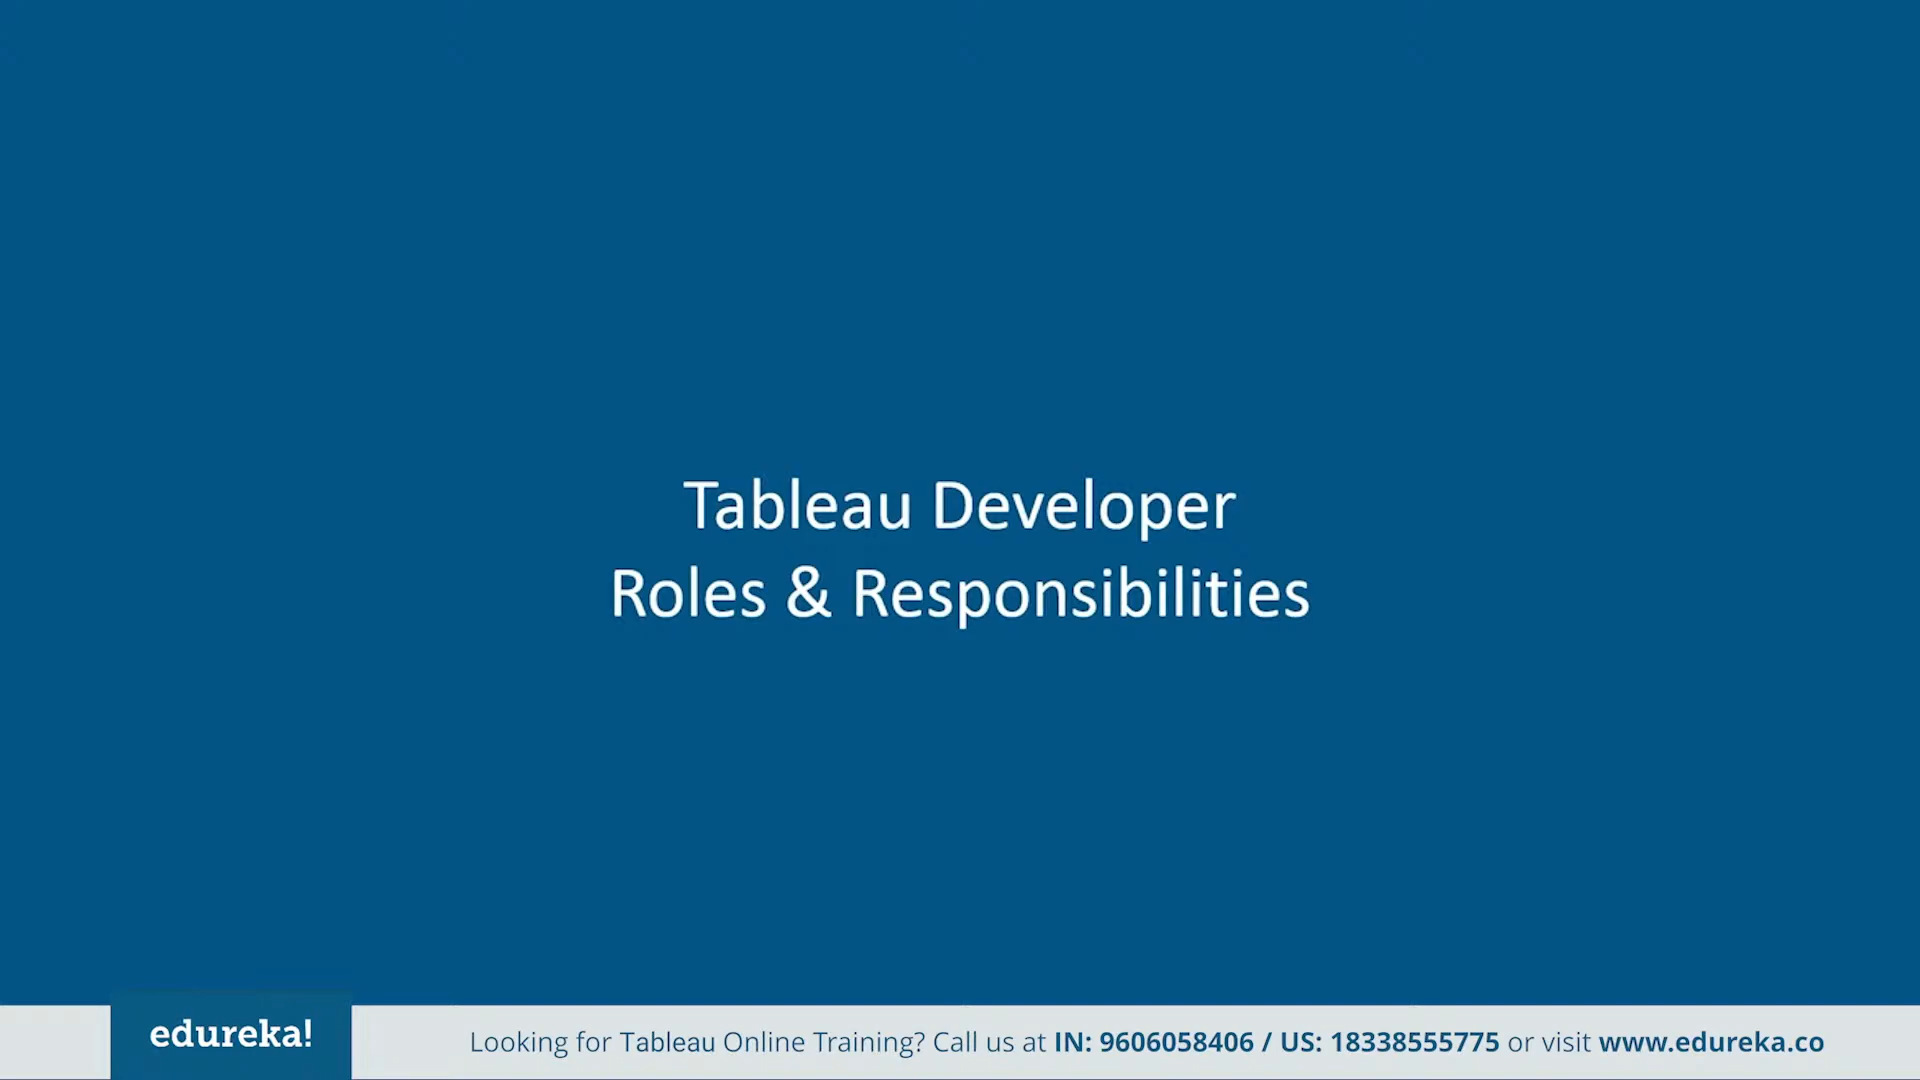 Tableau Developer
Roles & Responsibilities
edureka!
Looking for Tableau Online Training? Call us at IN: 9606058406 / US: 18338555775 or visit www.edureka.co